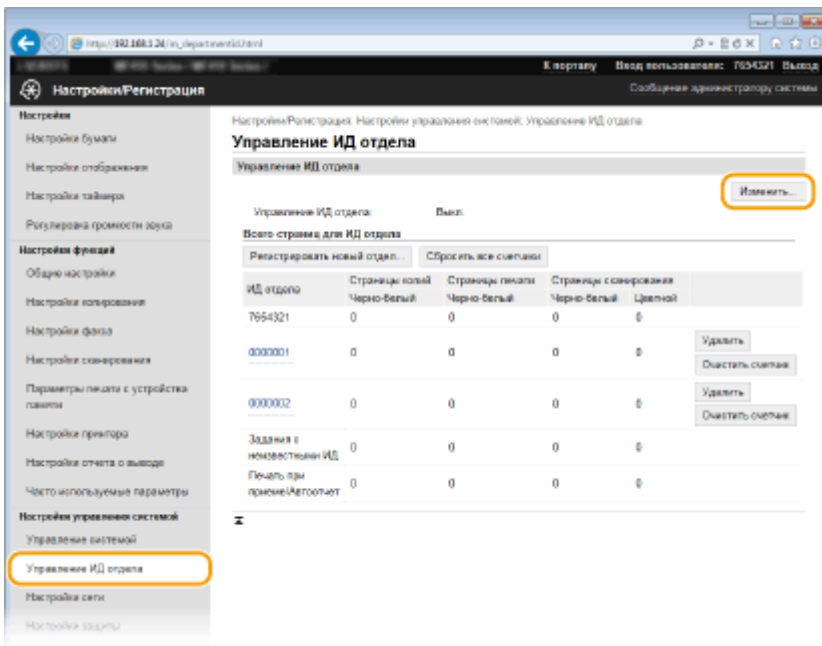 http://192.168.1.24/m_departmentid.html
К порталу Вход пользователя: 7654321 Выход
Настройки/Регистрация
Сообщение администратору системы
Настройки
Настройки бумаги
Настройки отображения
Настройки таймера
Регулировка громкости звука
Настройки функций
Общие настройки
Настройки копирования
Настройки факса
Настройки сканирования
Параметры печати с устройства
памяти
Настройки принтера
Настройки отчета о выводе
Часто используемые параметры
Настройки управления системой
Управление системой
Управление ИД отдела
Настройки сети
Настройки защиты
Настройки/Регистрация: Настройки управления системой: Управление ИД отдела
Управление ИД отдела
Управление ИД отдела
Изменить...
Управление ИД отдела: Выкл.
Всего страниц для ИД отдела
Регистрировать новый отдел... Сбросить все счетчики
ИД отдела Страницы копий Страницы печати Страницы сканирования
Черно-белый Черно-белый Черно-белый Цветной
7654321 0 0 0 0
0000001 0 0 0 0 Удалить
Очистить счетчик
0000002 0 0 0 0 Удалить
Очистить счетчик
Задания с
неизвестными ИД 0 0 0 0
Печать при
приеме/Автоотчет 0 0 0 0